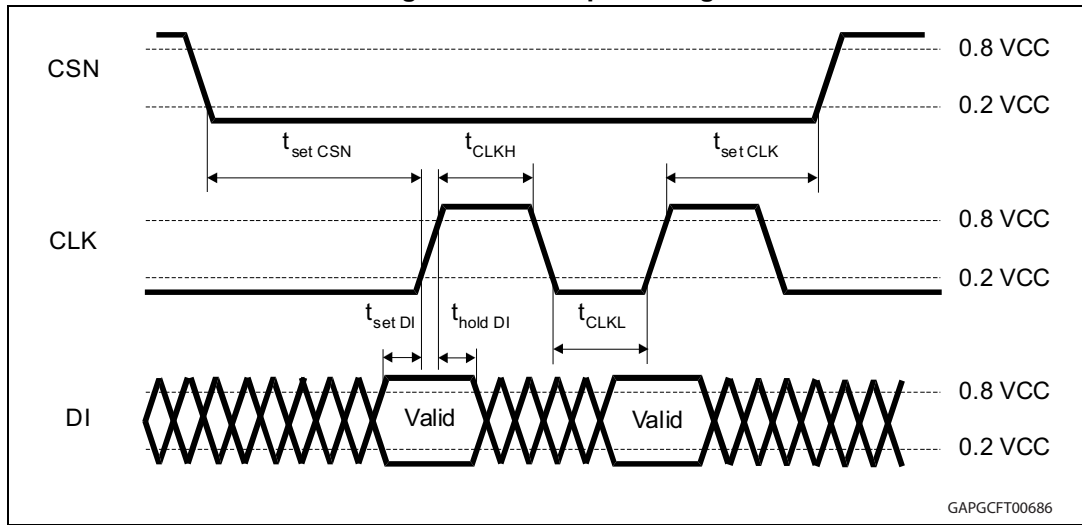 CSN
0.8 VCC
0.2 VCC
t set CSN
t CLKH
t set CLK
CLK
0.8 VCC
0.2 VCC
t set DI
t hold DI
t CLKL
DI
Valid
Valid
0.8 VCC
0.2 VCC
GAPGCFT00686